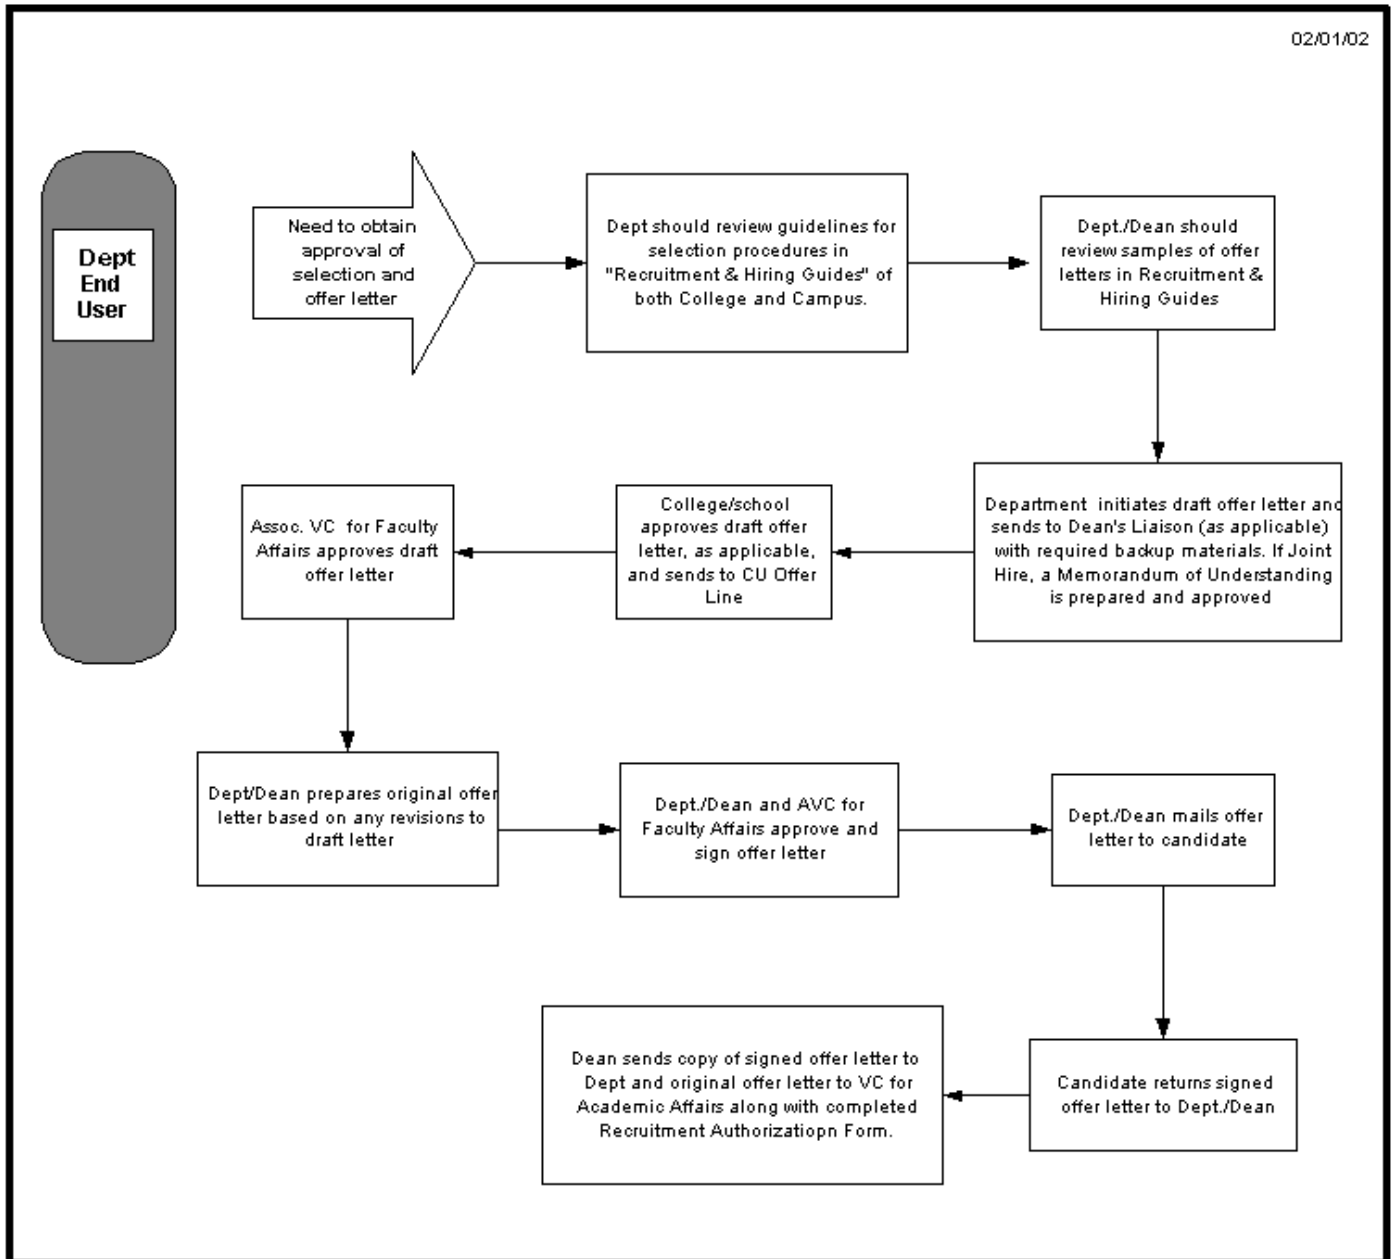 02/01/02
Dept
End
User
Need to obtain
approval of
selection and
offer letter
Dept should review guidelines for
selection procedures in
"Recruitment & Hiring Guides" of
both College and Campus.
Dept./Dean should
review samples of offer
letters in Recruitment &
Hiring Guides
Department initiates draft offer letter and
sends to Dean's Liaison (as applicable)
with required backup materials. If Joint
Hire, a Memorandum of Understanding
is prepared and approved
College/school
approves draft offer
letter, as applicable,
and sends to CU Offer
Line
Assoc. VC for Faculty
Affairs approves draft
offer letter
Dept/Dean prepares original offer
letter based on any revisions to
draft letter
Dept./Dean and AVC for
Faculty Affairs approve and
sign offer letter
Dept./Dean mails offer
letter to candidate
Candidate returns signed
offer letter to Dept./Dean
Dean sends copy of signed offer letter to
Dept and original offer letter to VC for
Academic Affairs along with completed
Recruitment Authorizatiopn Form.